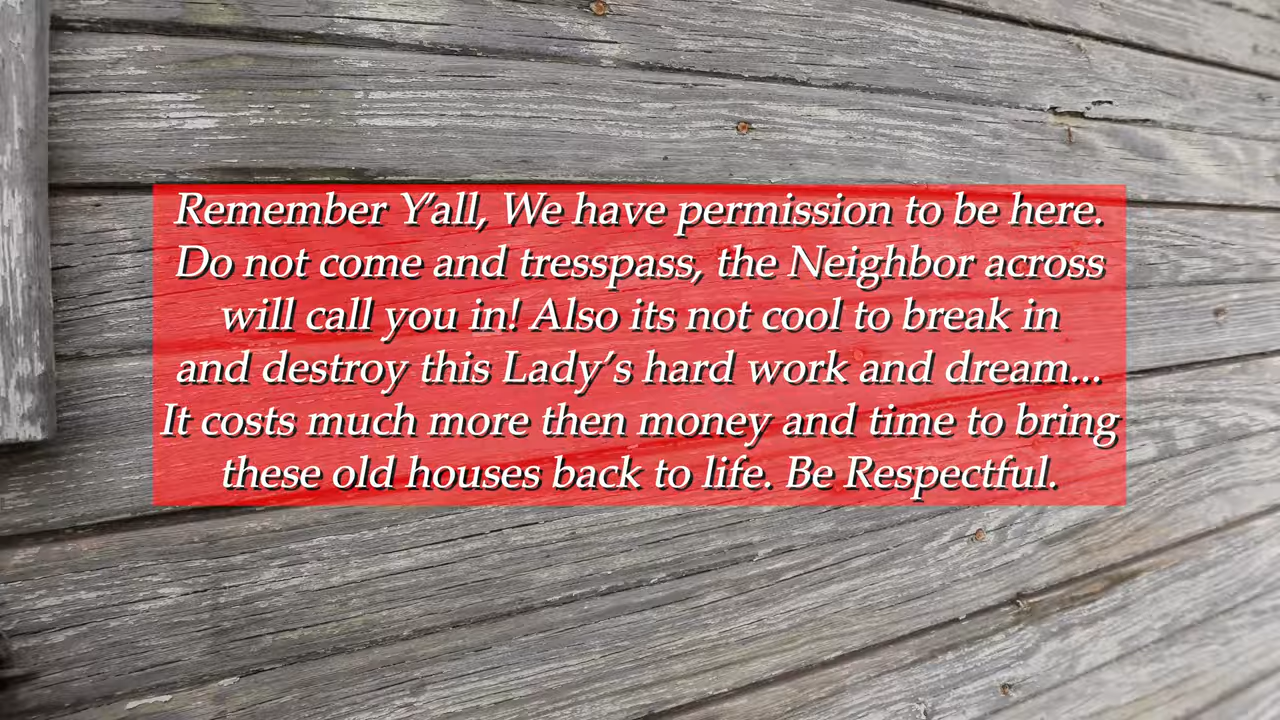 Remember Y'all, We have permission to be here.
Do not come and tresspass, the Neighbor across
will call you in! Also its not cool to break in
and destroy this Lady's hard work and dream...
It costs much more then money and time to bring
these old houses back to life. Be Respectful.